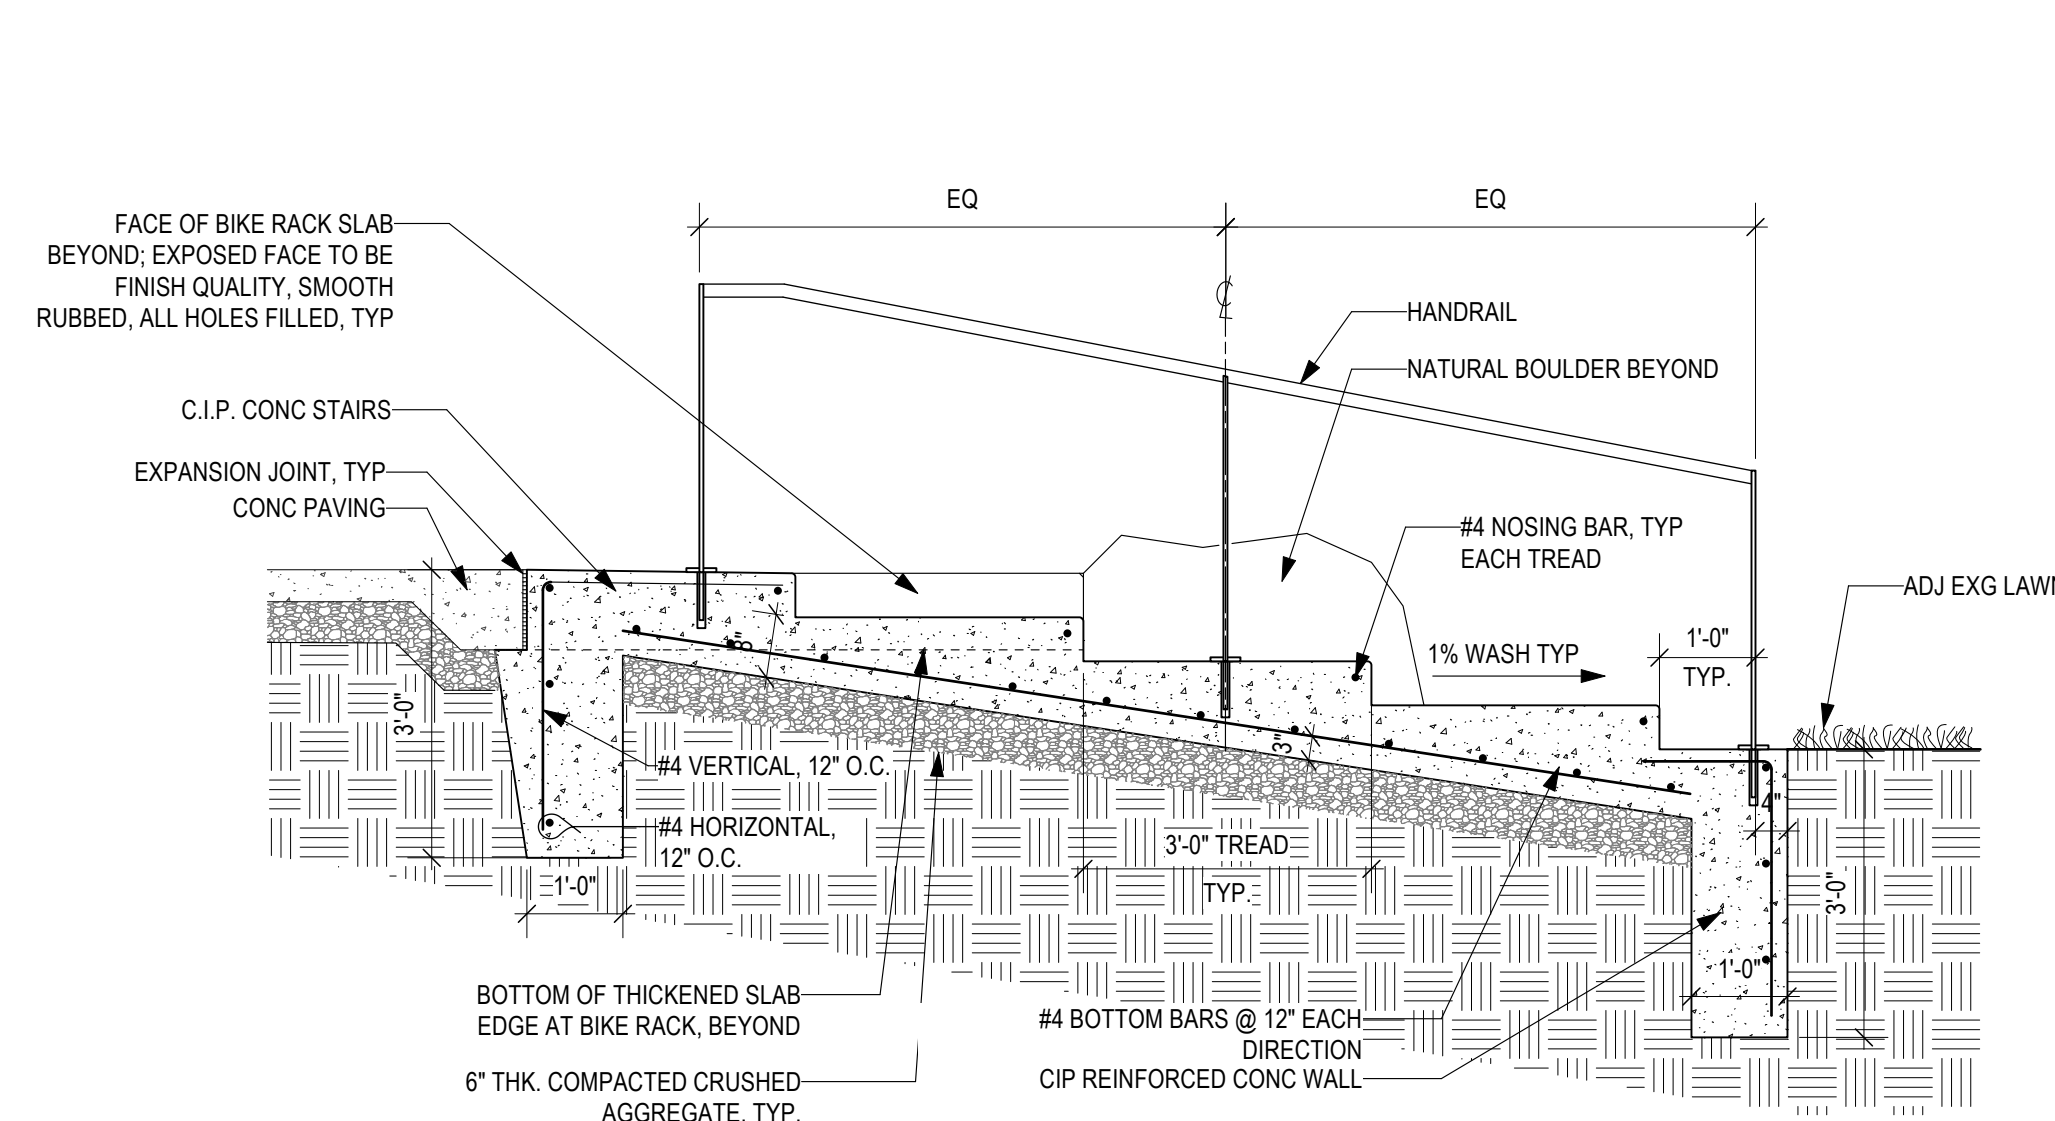 EQ
EQ
FACE OF BIKE RACK SLAB
BEYOND; EXPOSED FACE TO BE
FINISH QUALITY, SMOOTH
RUBBED, ALL HOLES FILLED, TYP
HANDRAIL
NATURAL BOULDER BEYOND
C.I.P. CONC STAIRS
EXPANSION JOINT, TYP
CONC PAVING
#4 NOSING BAR, TYP
EACH TREAD
ADJ EXG LAWN
1'-0"
TYP.
1% WASH TYP
8"
3'-0"
3"
4"
#4 VERTICAL, 12" O.C.
#4 HORIZONTAL,
12" O.C.
3'-0" TREAD
TYP.
1'-0"
3'-0"
1'-0"
BOTTOM OF THICKENED SLAB
EDGE AT BIKE RACK, BEYOND
#4 BOTTOM BARS @ 12" EACH
DIRECTION
CIP REINFORCED CONC WALL
6" THK. COMPACTED CRUSHED
AGGREGATE, TYP.